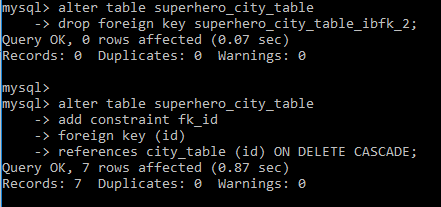 mysql> alter table superhero_city_table
    -> drop foreign key superhero_city_table_ibfk_2;
Query OK, 0 rows affected (0.07 sec)
Records: 0  Duplicates: 0  Warnings: 0

mysql>
mysql> alter table superhero_city_table
    -> add constraint fk_id
    -> foreign key (id)
    -> references city_table (id) ON DELETE CASCADE;
Query OK, 7 rows affected (0.87 sec)
Records: 7  Duplicates: 0  Warnings: 0